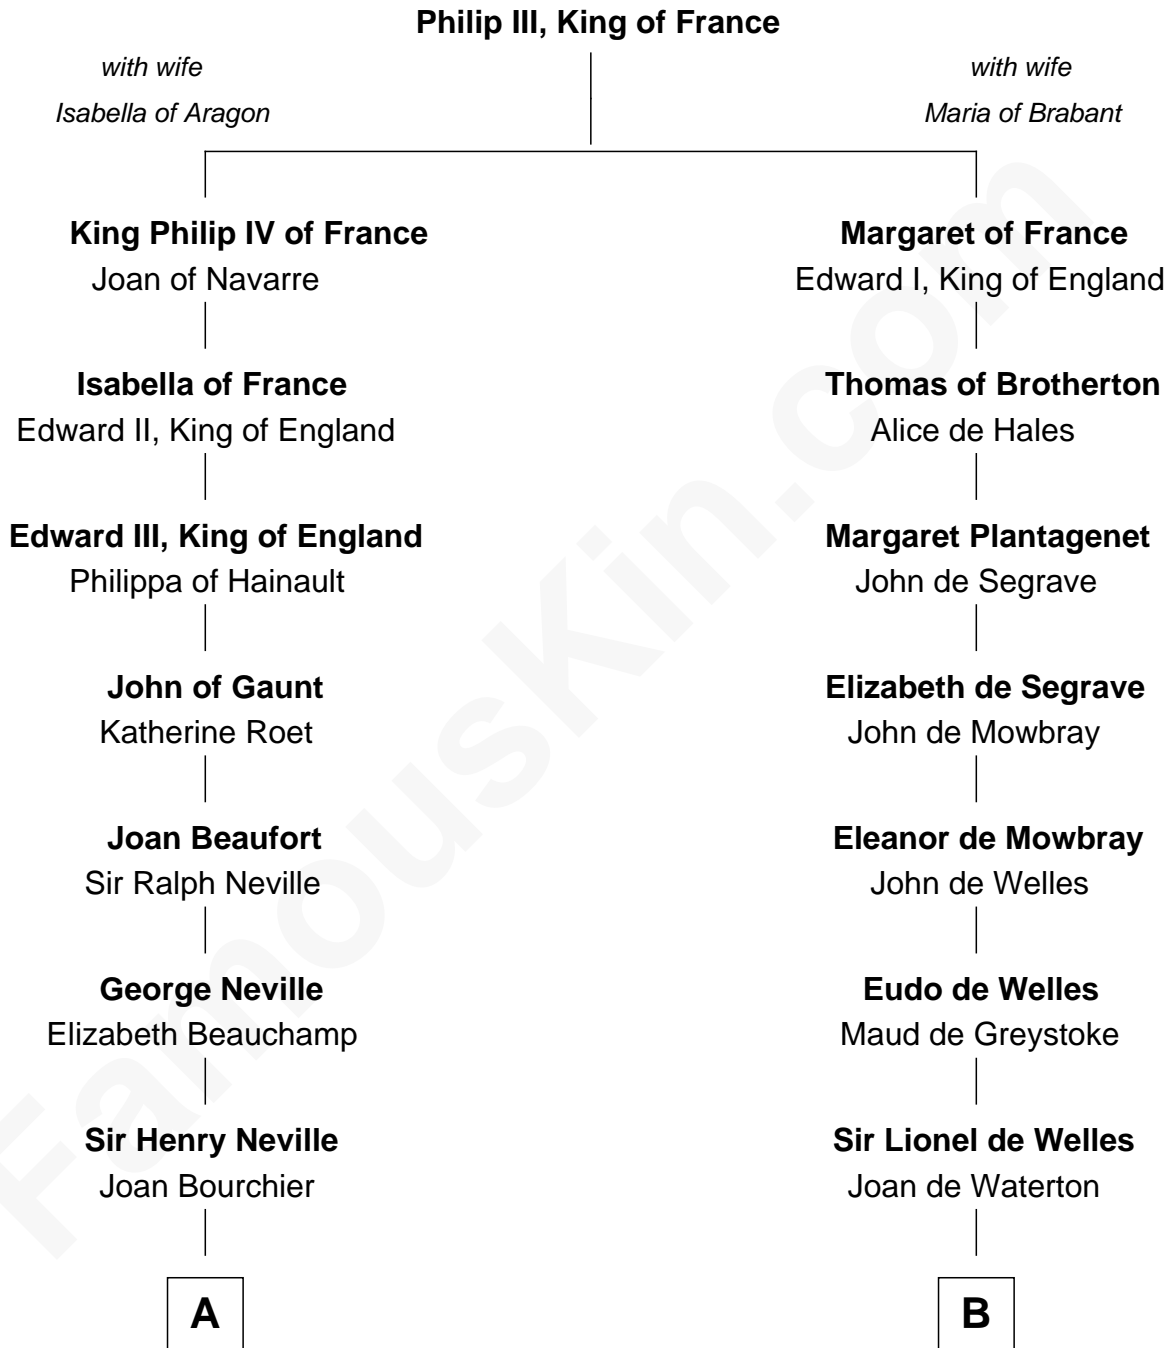 Philip III, King of France
with wife
Isabella of Aragon
with wife
Maria of Brabant
King Philip IV of France
Joan of Navarre
Margaret of France
Edward I, King of England
Isabella of France
Edward II, King of England
Thomas of Brotherton
Alice de Hales
Edward III, King of England
Philippa of Hainault
Margaret Plantagenet
John de Segrave
John of Gaunt
Katherine Roet
Elizabeth de Segrave
John de Mowbray
Joan Beaufort
Sir Ralph Neville
Eleanor de Mowbray
John de Welles
George Neville
Elizabeth Beauchamp
Eudo de Welles
Maud de Greystoke
Sir Henry Neville
Joan Bourchier
Sir Lionel de Welles
Joan de Waterton
A
B
FamousKin.com